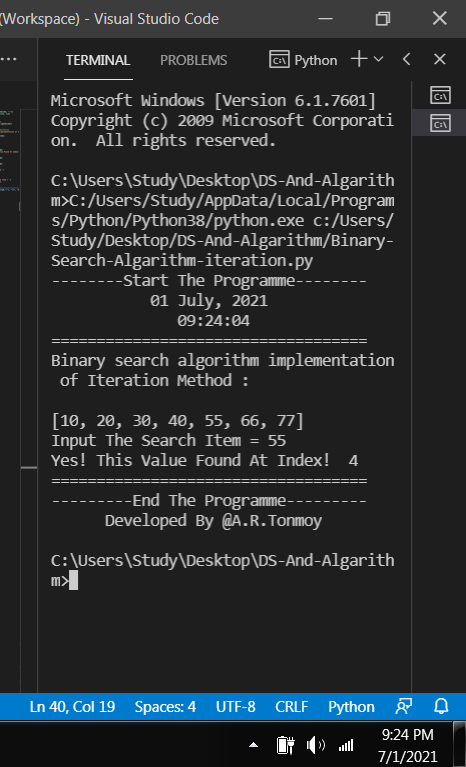 (Workspace) - Visual Studio Code
TERMINAL
PROBLEMS
Python
Microsoft Windows [Version 6.1.7601]
Copyright (c) 2009 Microsoft Corporati
on.  All rights reserved.
C:\Users\Study\Desktop\DS-And-Algarith
m>C:/Users/Study/AppData/Local/Program
s/Python/Python38/python.exe c:/Users/
Study/Desktop/DS-And-Algarithm/Binary-
Search-Algarithm-iteration.py
--------Start The Programme--------
01 July, 2021
09:24:04
===================================
Binary search algorithm implementation
 of Iteration Method :
[10, 20, 30, 40, 55, 66, 77]
Input The Search Item = 55
Yes! This Value Found At Index!  4
===================================
---------End The Programme---------
Developed By @A.R.Tonmoy
C:\Users\Study\Desktop\DS-And-Algarith
m>
Ln 40, Col 19
Spaces: 4
UTF-8
CRLF
Python
9:24 PM
7/1/2021